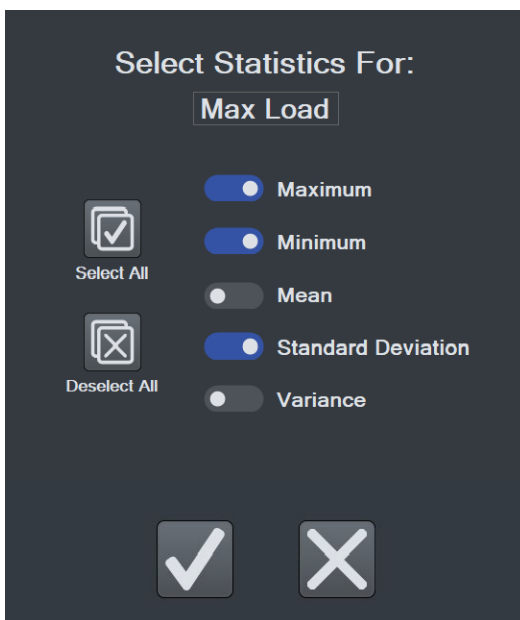 Select Statistics For:
Max Load
Maximum
Minimum
Select All
Mean
Standard Deviation
Deselect All
Variance